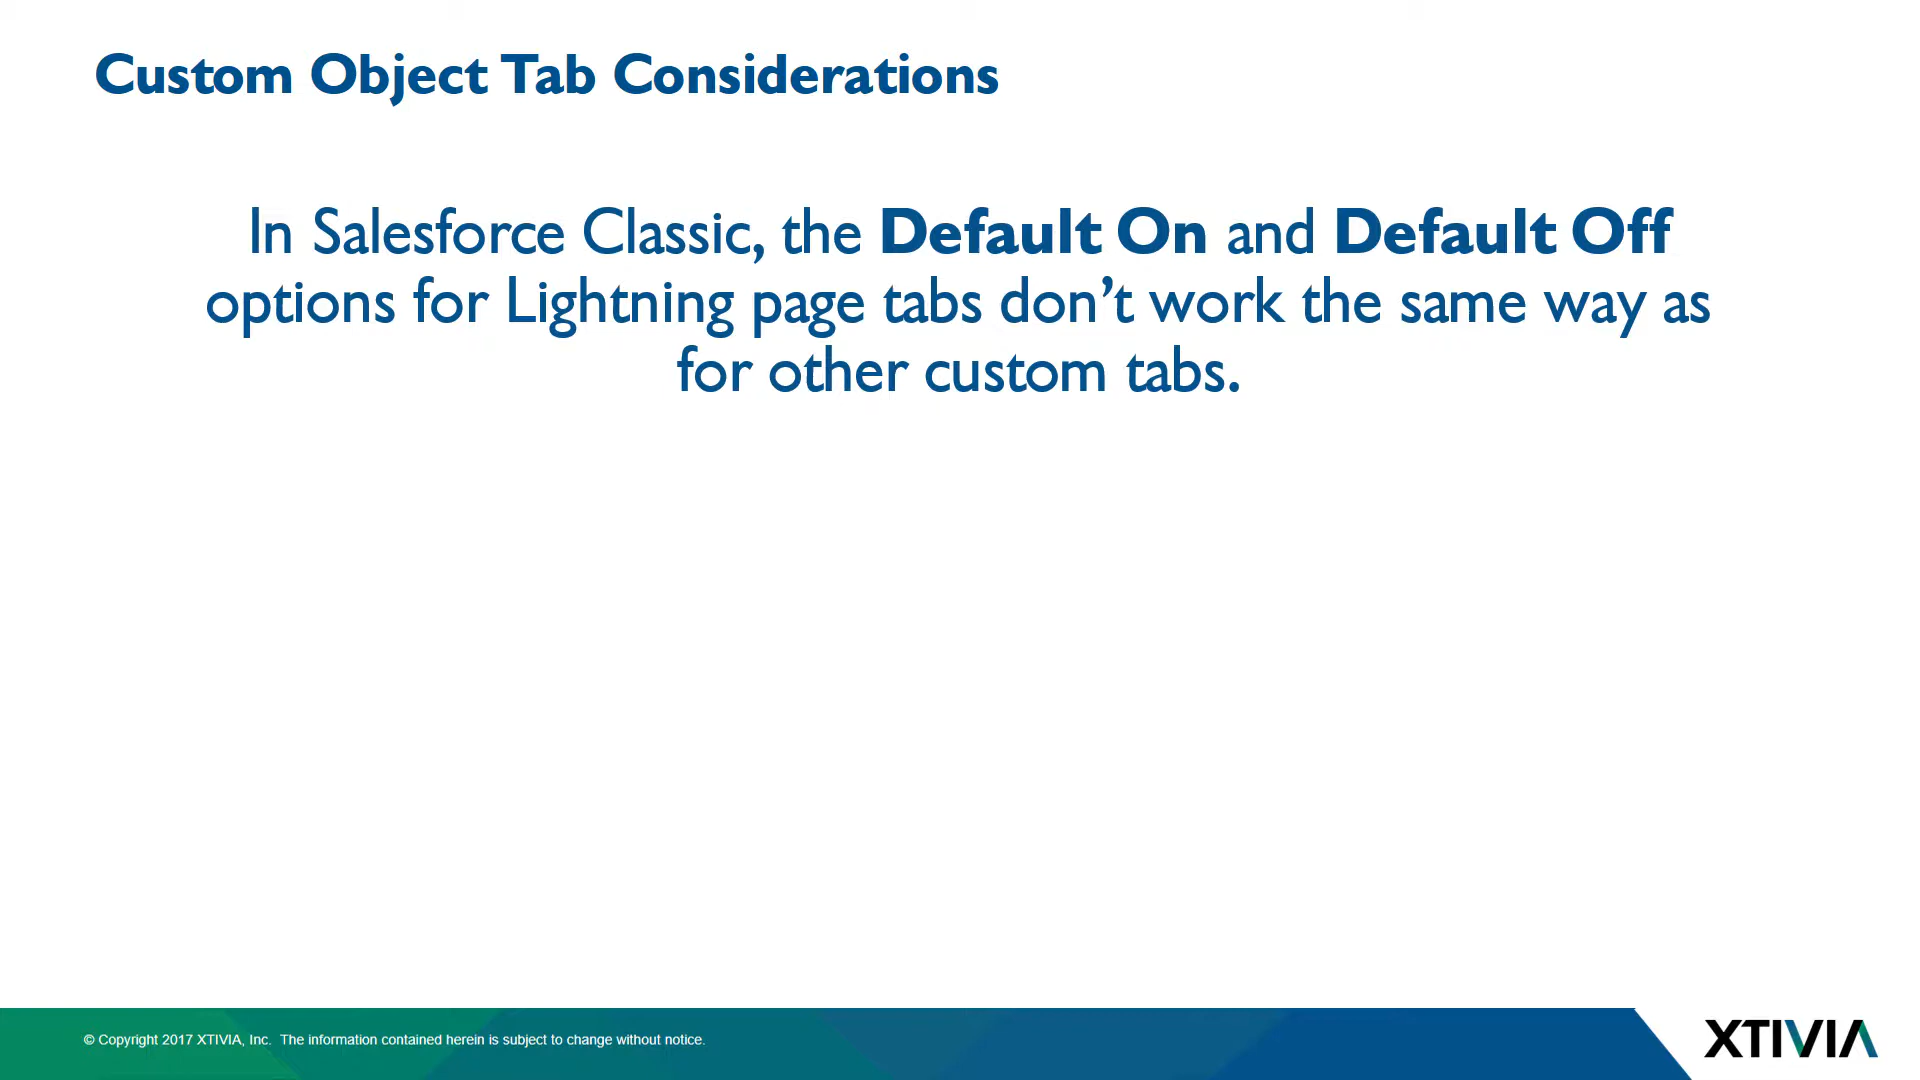 Custom Object Tab Considerations
In Salesforce Classic, the Default On and Default Off
options for Lightning page tabs don’t work the same way as
for other custom tabs.
© Copyright 2017 XTIVIA, Inc.  The information contained herein is subject to change without notice.
XTIVIA